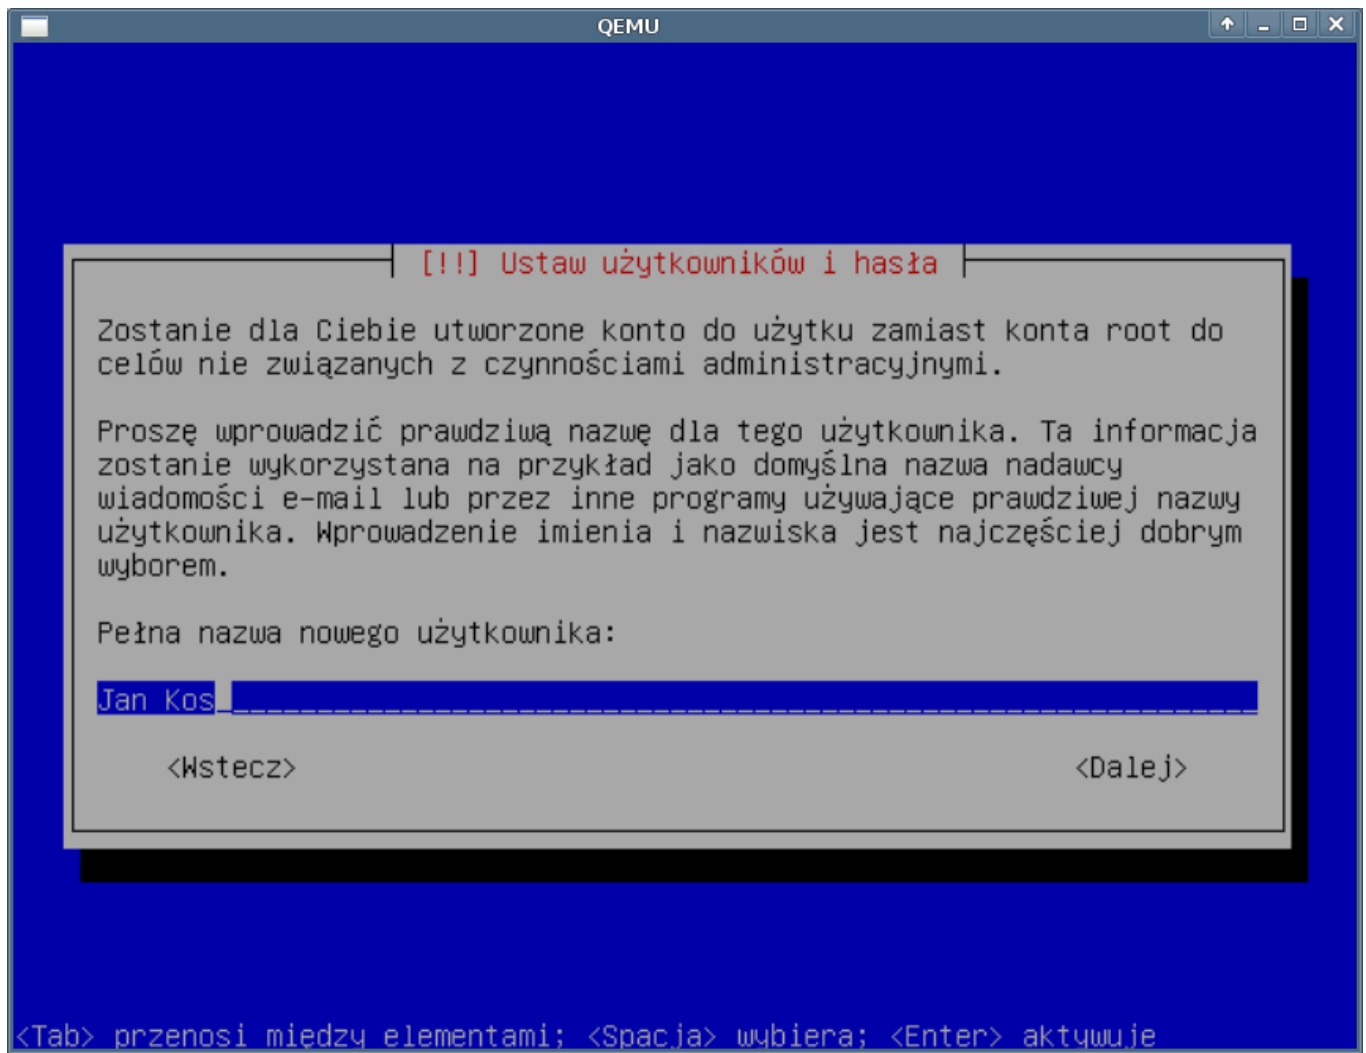 QEMU
[!!] Ustaw użytkowników i hasła
Zostanie dla Ciebie utworzone konto do użytku zamiast konta root do
celów nie związanych z czynnościami administracyjnymi.
Proszę wprowadzić prawdziwą nazwę dla tego użytkownika. Ta informacja
zostanie wykorzystana na przykład jako domyślna nazwa nadawcy
wiadomości e-mail lub przez inne programy używające prawdziwej nazwy
użytkownika. Wprowadzenie imienia i nazwiska jest najczęściej dobrym
wyborem.
Pełna nazwa nowego użytkownika:
Jan Kos
<Wstecz> <Dalej>
<Tab> przenosi między elementami; <Spacja> wybiera; <Enter> aktywuje